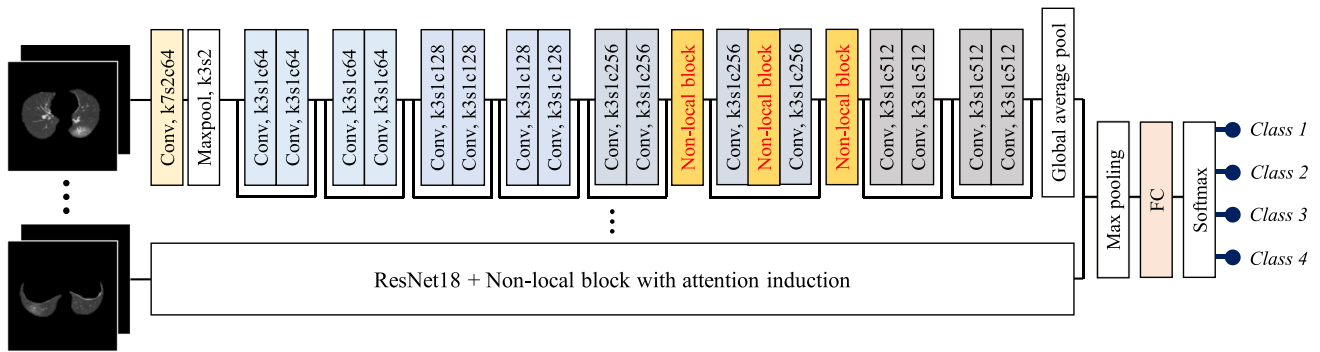 Conv, k7s2c64
Maxpool, k3s2
Conv, k3s1c64
Conv, k3s1c64
Conv, k3s1c64
Conv, k3s1c64
Conv, k3s1c128
Conv, k3s1c128
Conv, k3s1c128
Conv, k3s1c128
Conv, k3s1c256
Conv, k3s1c256
Non-local block
Conv, k3s1c256
Non-local block
Conv, k3s1c256
Non-local block
Conv, k3s1c512
Conv, k3s1c512
Conv, k3s1c512
Conv, k3s1c512
Global average pool
Max pooling
FC
Softmax
Class 1
Class 2
Class 3
Class 4
ResNet18 + Non-local block with attention induction